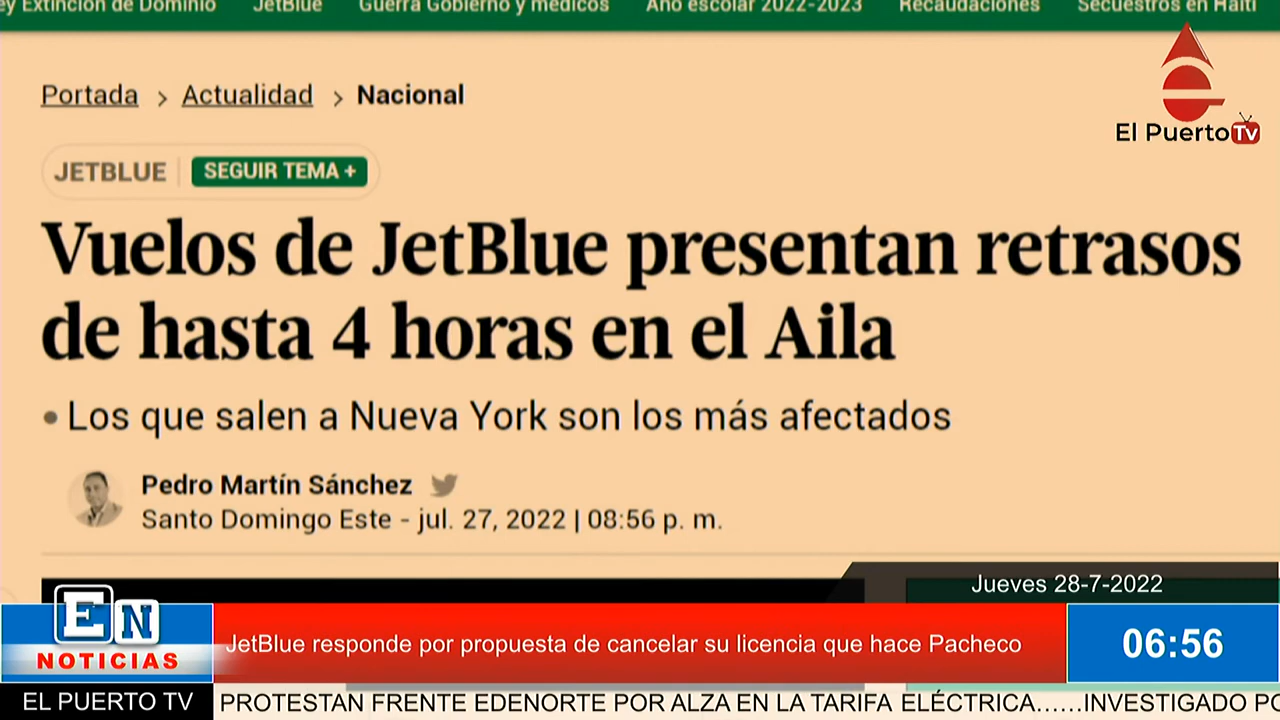 ey Extinción de Dominio JetBlue Guerra Gobierno y médicos Año escolar 2022-2023 Recaudaciones Secuestros en Haití
Portada > Actualidad > Nacional
El PuertoTv
JETBLUE SEGUIR TEMA +
Vuelos de JetBlue presentan retrasos
de hasta 4 horas en el Aila
• Los que salen a Nueva York son los más afectados
Pedro Martín Sánchez
Santo Domingo Este - jul. 27, 2022 | 08:56 p. m.
Jueves 28-7-2022
EN
NOTICIAS
JetBlue responde por propuesta de cancelar su licencia que hace Pacheco
06:56
EL PUERTO TV
PROTESTAN FRENTE EDENORTE POR ALZA EN LA TARIFA ELÉCTRICA......INVESTIGADO PO